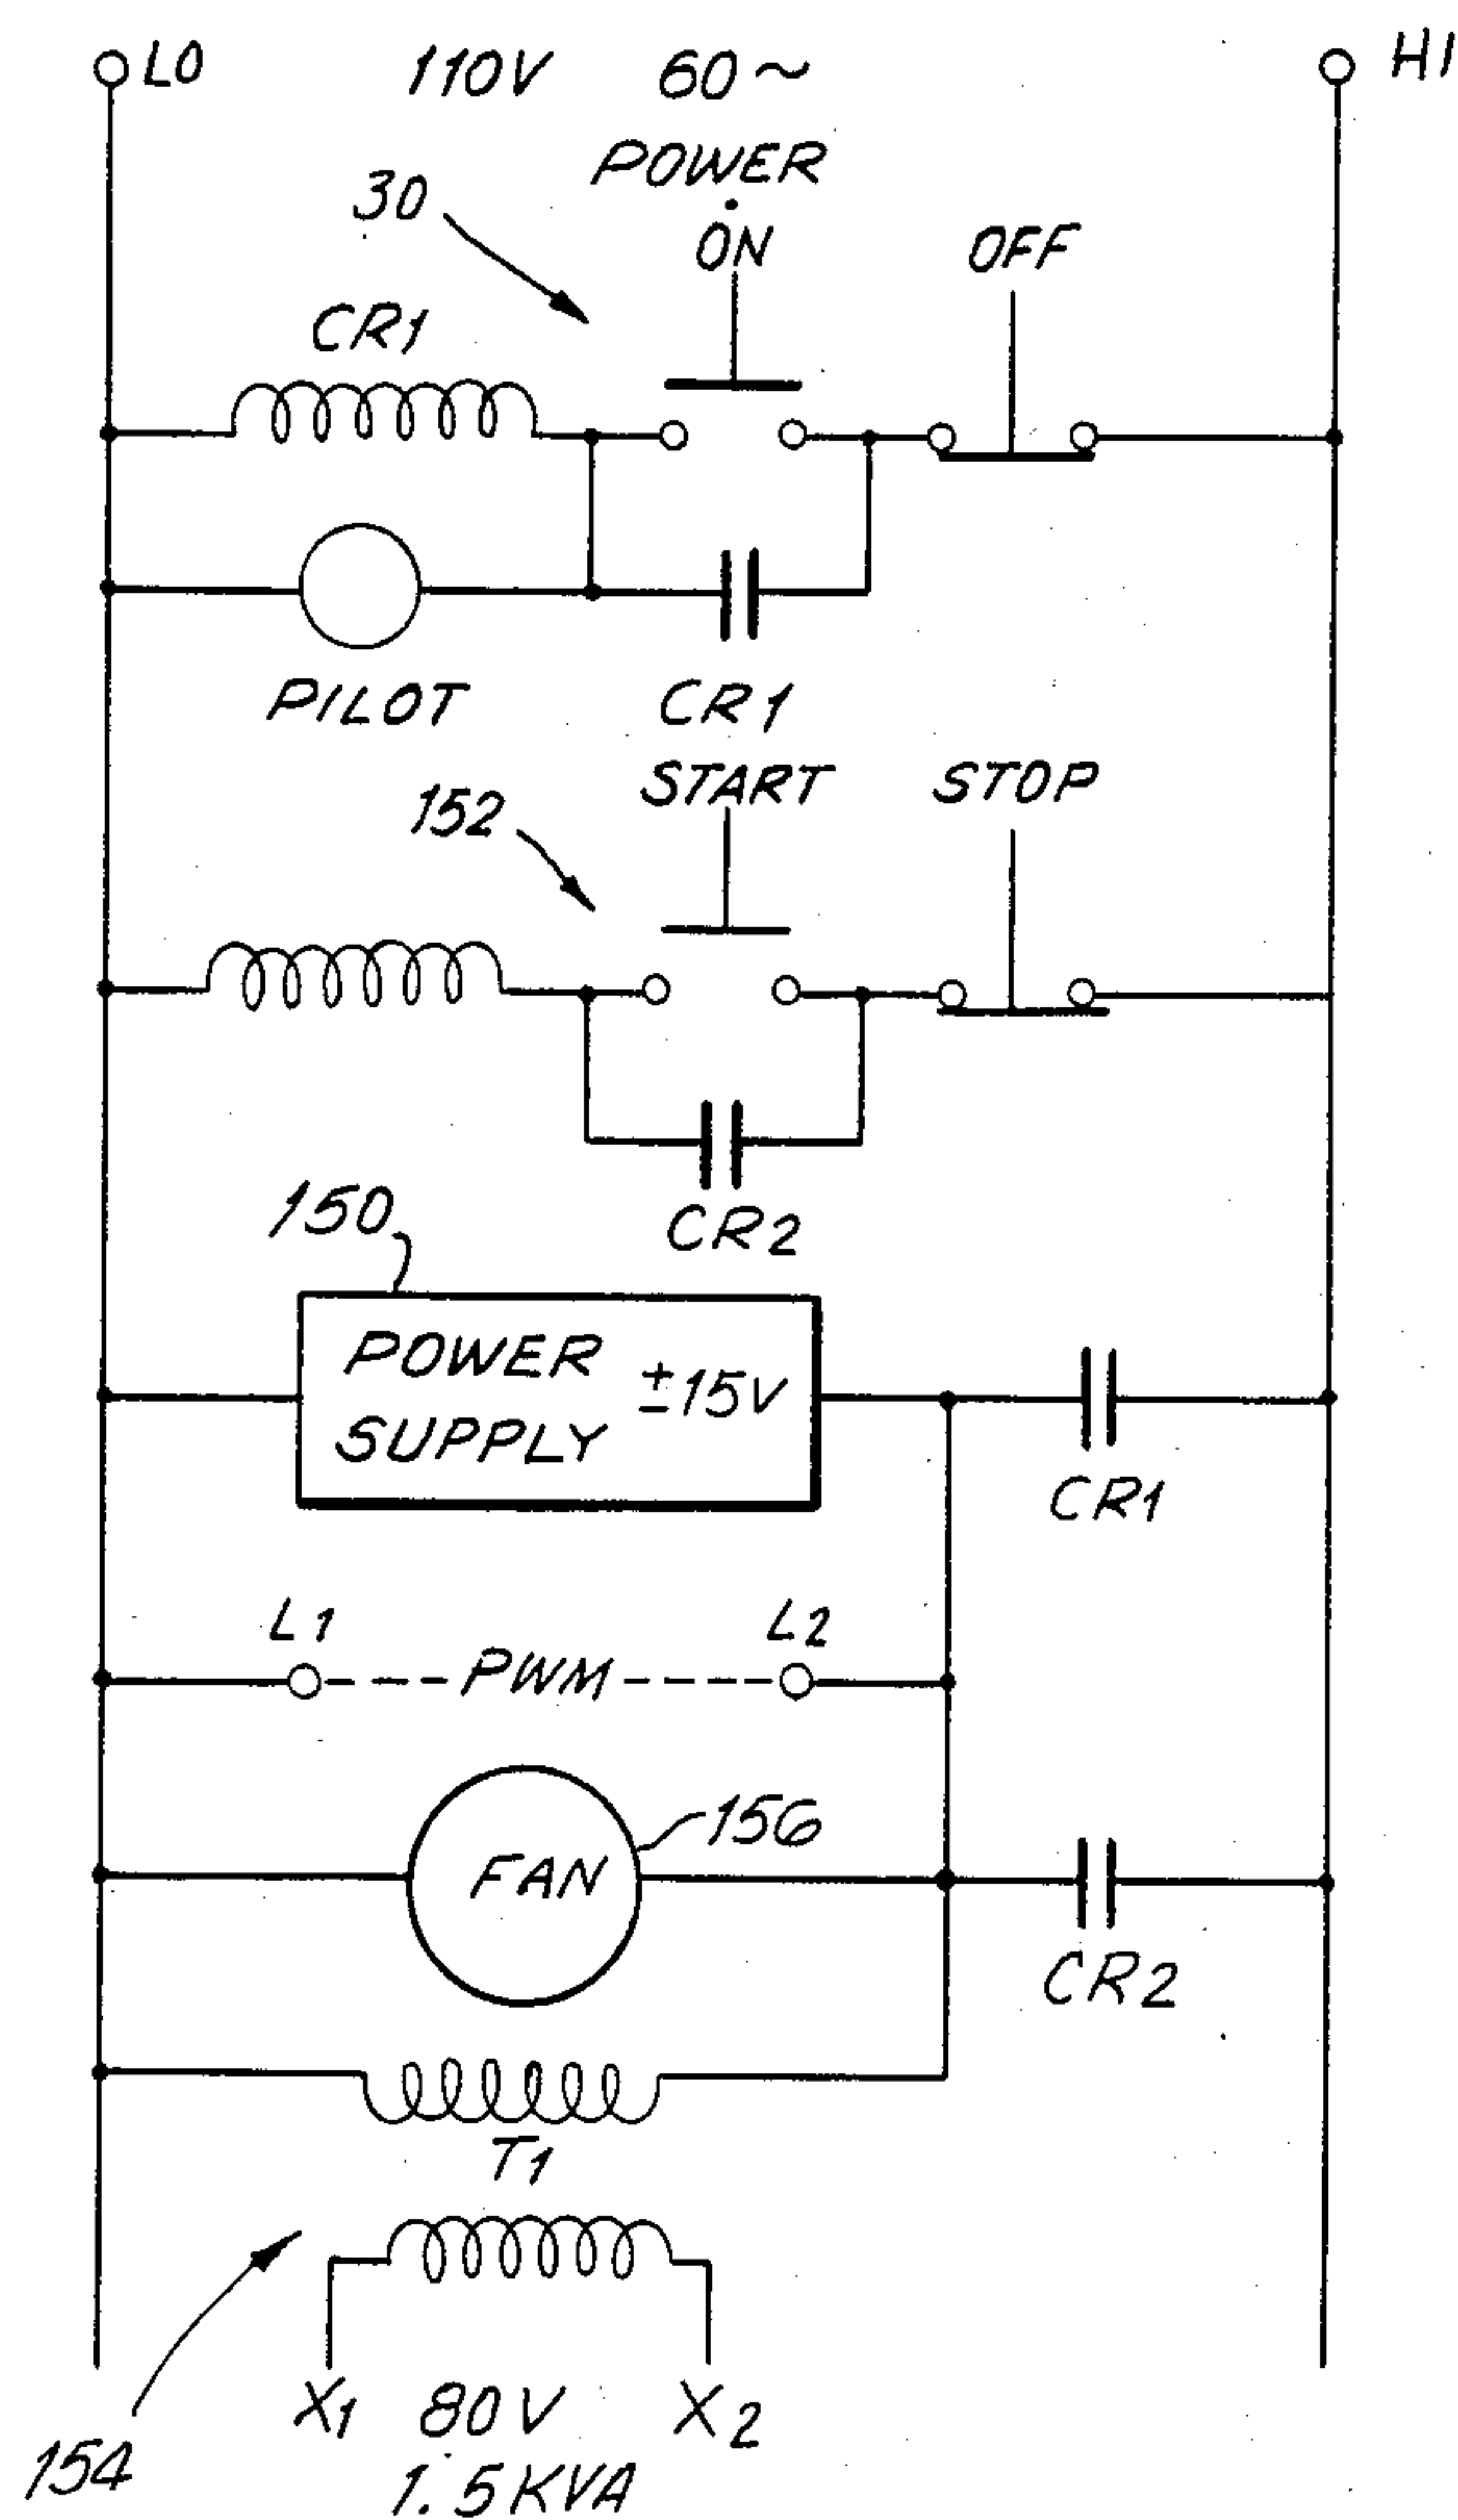 LO 110V 60~ HI
POWER
30
ON OFF
CR1
PILOT CR1
START STOP
152
CR2
150
POWER ±15V
SUPPLY
CR1
L1 L2
PWM
156
FAN
CR2
T1
X1 80V X2
154 1.5KVA